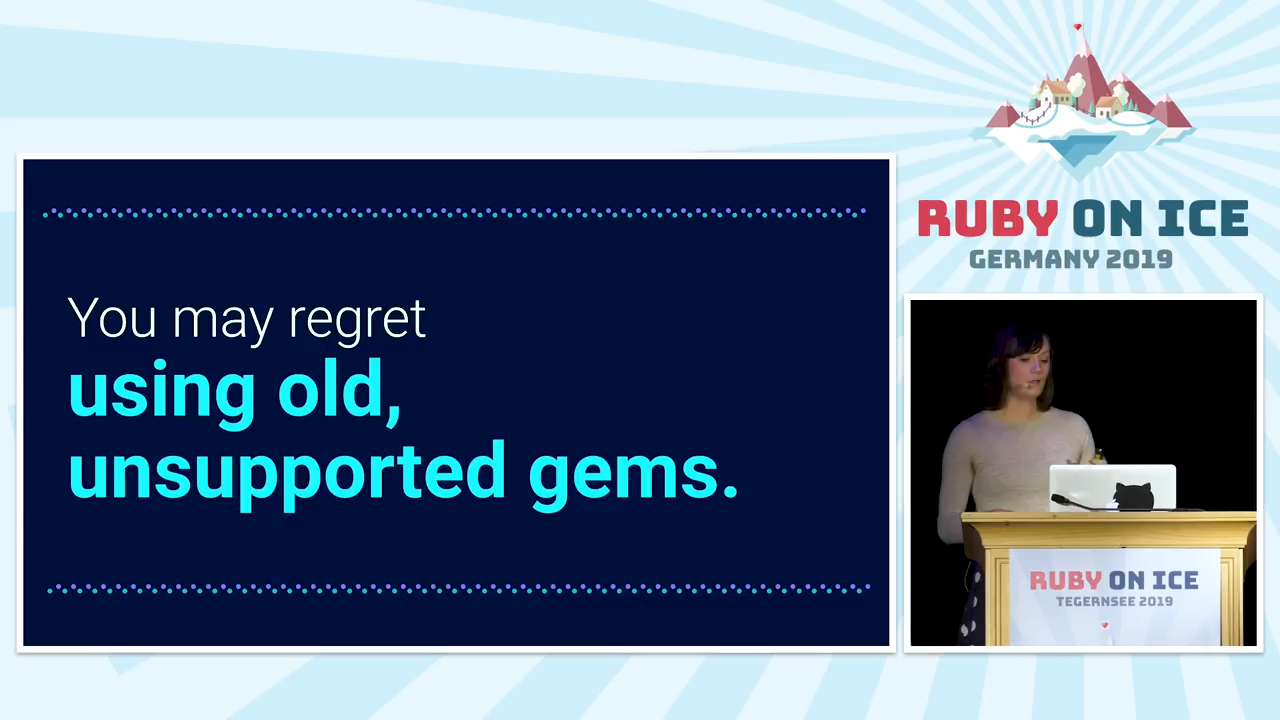 RUBY ON ICE
GERMANY 2019
You may regret
using old,
unsupported gems.
RUBY ON ICE
TEGERNSEE 2019